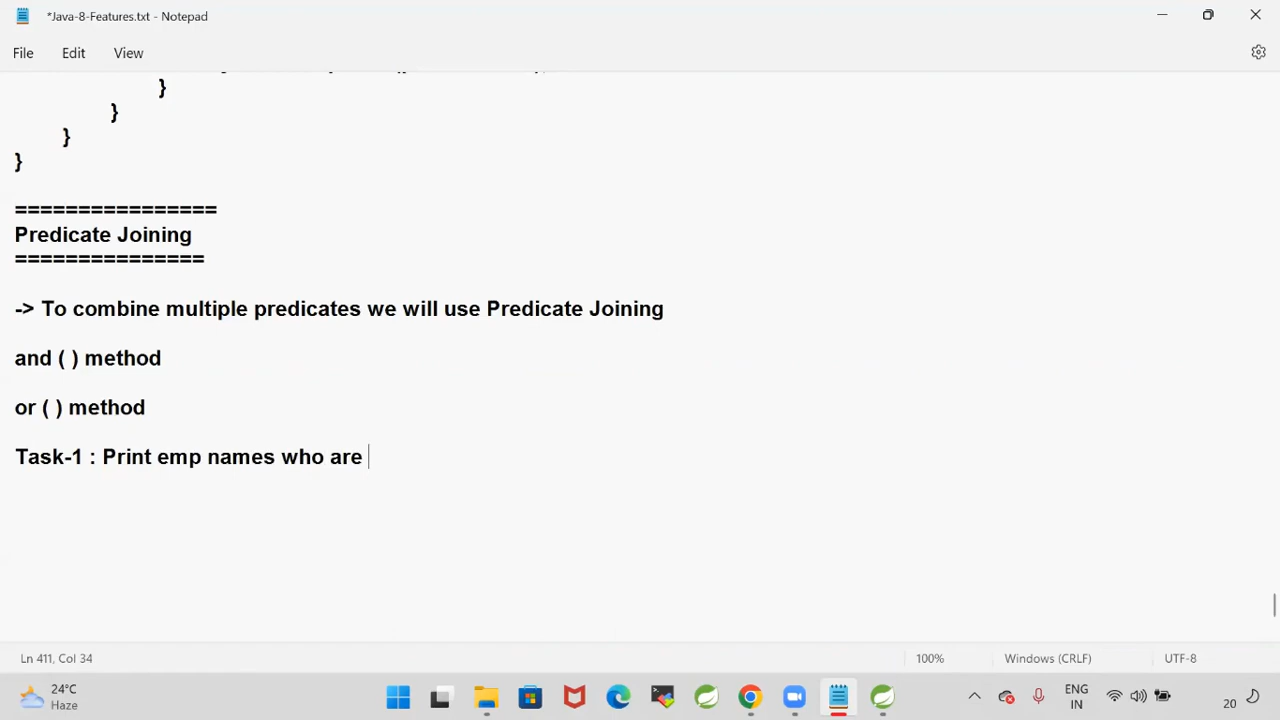 *Java-8-Features.txt - Notepad
File Edit View
}
}
}
}
================
Predicate Joining
===============
-> To combine multiple predicates we will use Predicate Joining
and ( ) method
or ( ) method
Task-1 : Print emp names who are
Ln 411, Col 34 100% Windows (CRLF) UTF-8
24°C
Haze
ENG
IN
20